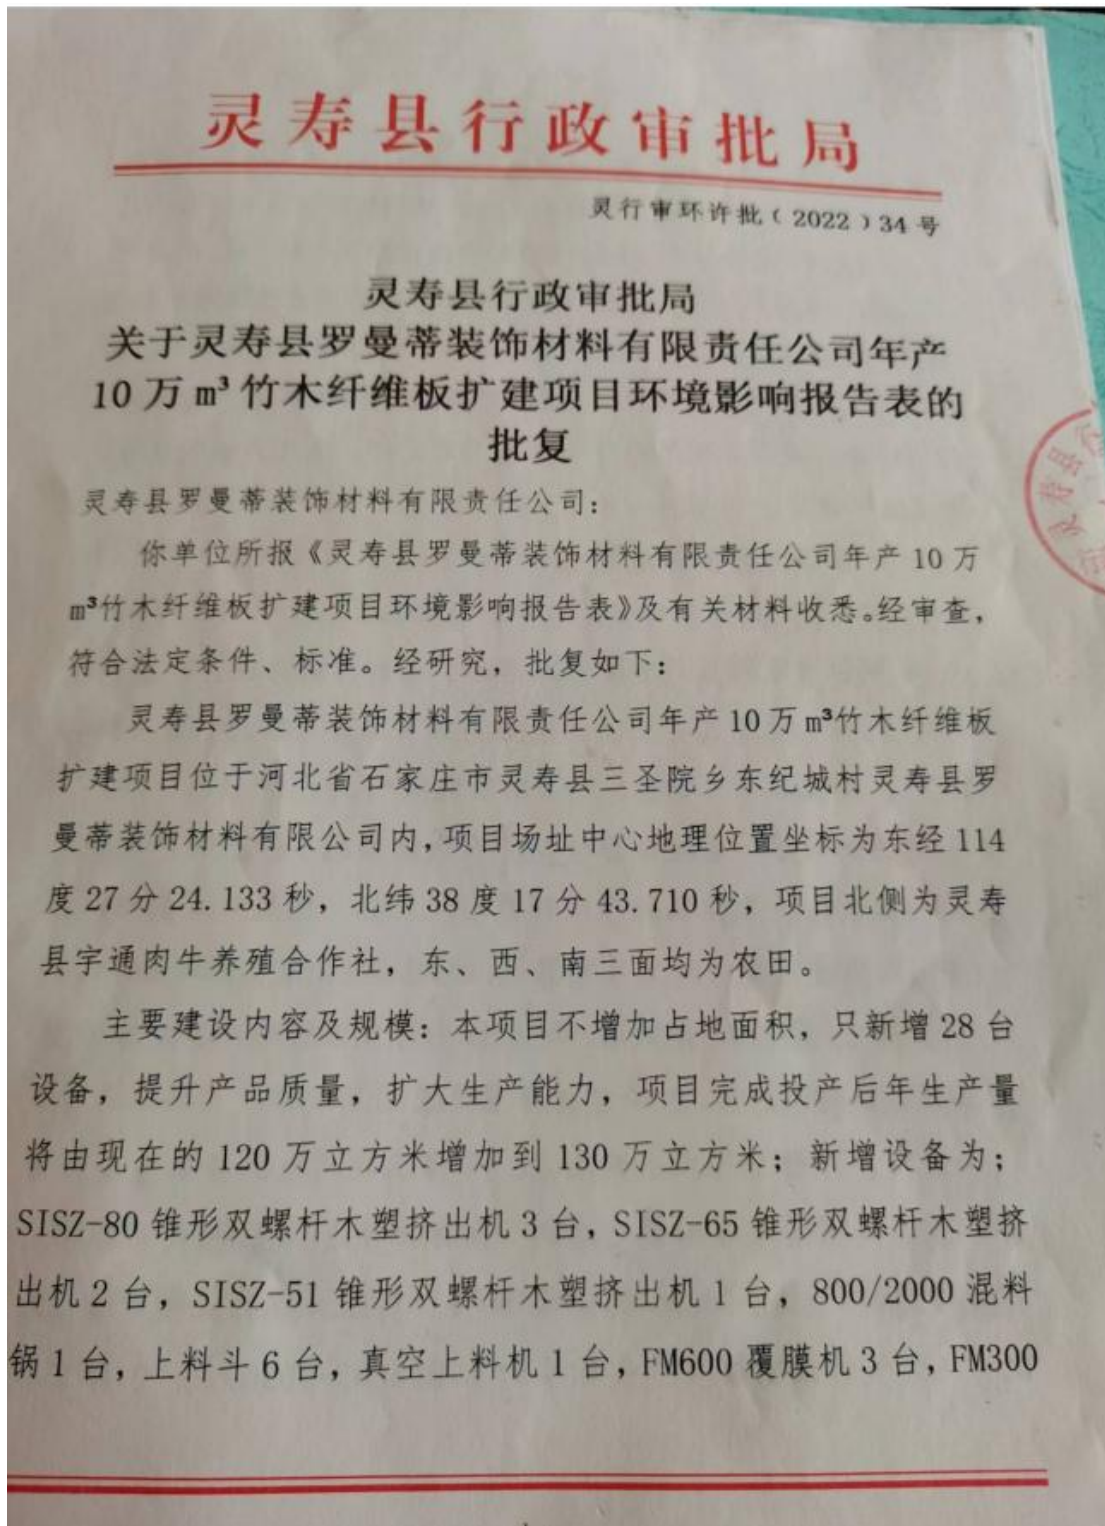 灵寿县行政审批局
灵行审环许批〔2022〕34号
灵寿县行政审批局
关于灵寿县罗曼蒂装饰材料有限责任公司年产
10万m³竹木纤维板扩建项目环境影响报告表的
批复
灵寿县罗曼蒂装饰材料有限责任公司：
你单位所报《灵寿县罗曼蒂装饰材料有限责任公司年产10万
m³竹木纤维板扩建项目环境影响报告表》及有关材料收悉。经审查，
符合法定条件、标准。经研究，批复如下：
灵寿县罗曼蒂装饰材料有限责任公司年产10万m³竹木纤维板
扩建项目位于河北省石家庄市灵寿县三圣院乡东纪城村灵寿县罗
曼蒂装饰材料有限公司内，项目场址中心地理位置坐标为东经114
度27分24.133秒，北纬38度17分43.710秒，项目北侧为灵寿
县宇通肉牛养殖合作社，东、西、南三面均为农田。
主要建设内容及规模：本项目不增加占地面积，只新增28台
设备，提升产品质量，扩大生产能力，项目完成投产后年生产量
将由现在的120万立方米增加到130万立方米；新增设备为；
SISZ-80锥形双螺杆木塑挤出机3台，SISZ-65锥形双螺杆木塑挤
出机2台，SISZ-51锥形双螺杆木塑挤出机1台，800/2000混料
锅1台，上料斗6台，真空上料机1台，FM600覆膜机3台，FM300
灵寿县行